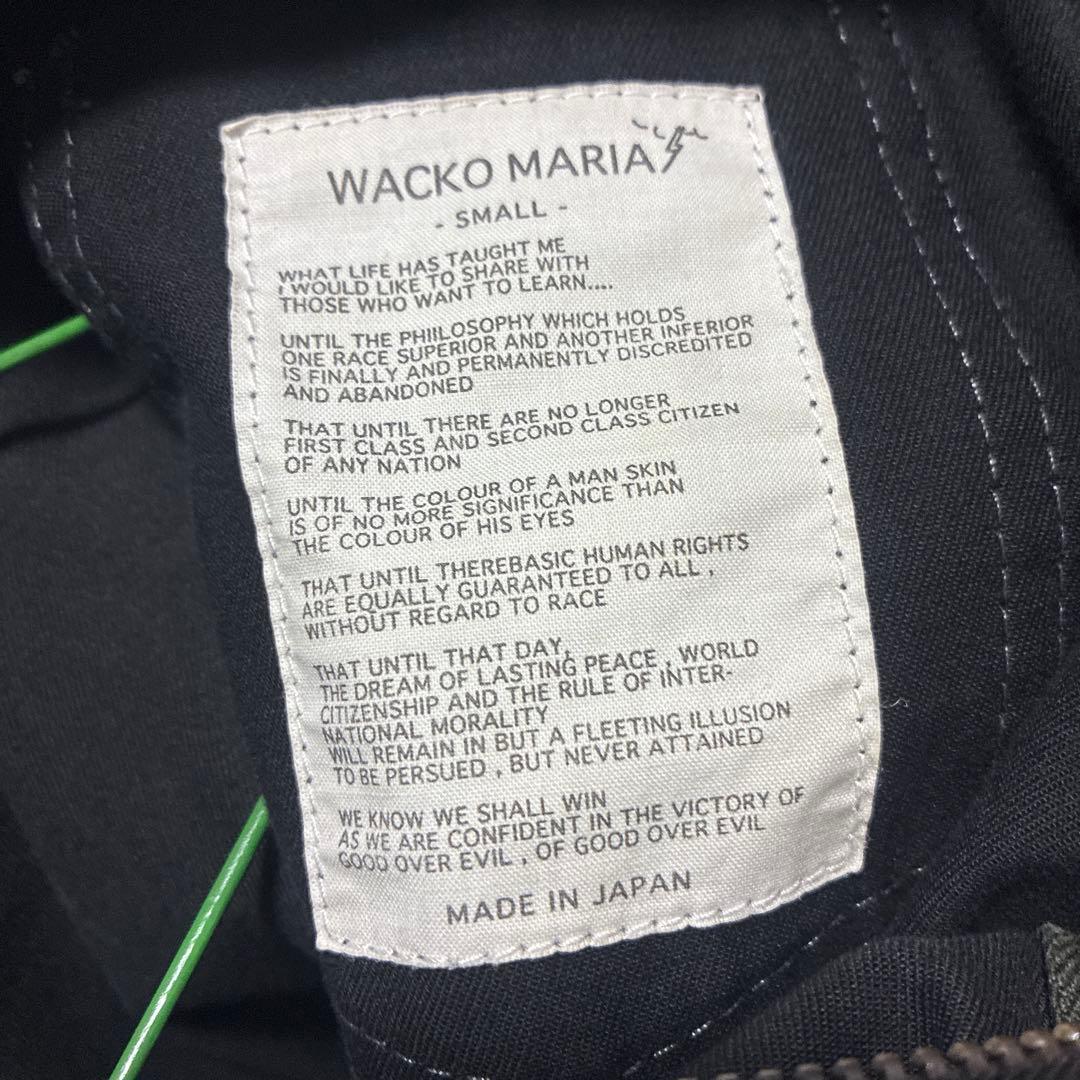 WACKO MARIA
- SMALL -
WHAT LIFE HAS TAUGHT ME
I WOULD LIKE TO SHARE WITH
THOSE WHO WANT TO LEARN....
UNTIL THE PHIILOSOPHY WHICH HOLDS
ONE RACE SUPERIOR AND ANOTHER INFERIOR
IS FINALLY AND PERMANENTLY DISCREDITED
AND ABANDONED
THAT UNTIL THERE ARE NO LONGER
FIRST CLASS AND SECOND CLASS CITIZEN
OF ANY NATION
UNTIL THE COLOUR OF A MAN SKIN
IS OF NO MORE SIGNIFICANCE THAN
THE COLOUR OF HIS EYES
THAT UNTIL THEREBASIC HUMAN RIGHTS
ARE EQUALLY GUARANTEED TO ALL ,
WITHOUT REGARD TO RACE
THAT UNTIL THAT DAY,
THE DREAM OF LASTING PEACE , WORLD
CITIZENSHIP AND THE RULE OF INTER-
NATIONAL MORALITY
WILL REMAIN IN BUT A FLEETING ILLUSION
TO BE PERSUED , BUT NEVER ATTAINED
WE KNOW WE SHALL WIN
AS WE ARE CONFIDENT IN THE VICTORY OF
GOOD OVER EVIL , OF GOOD OVER EVIL
MADE IN JAPAN